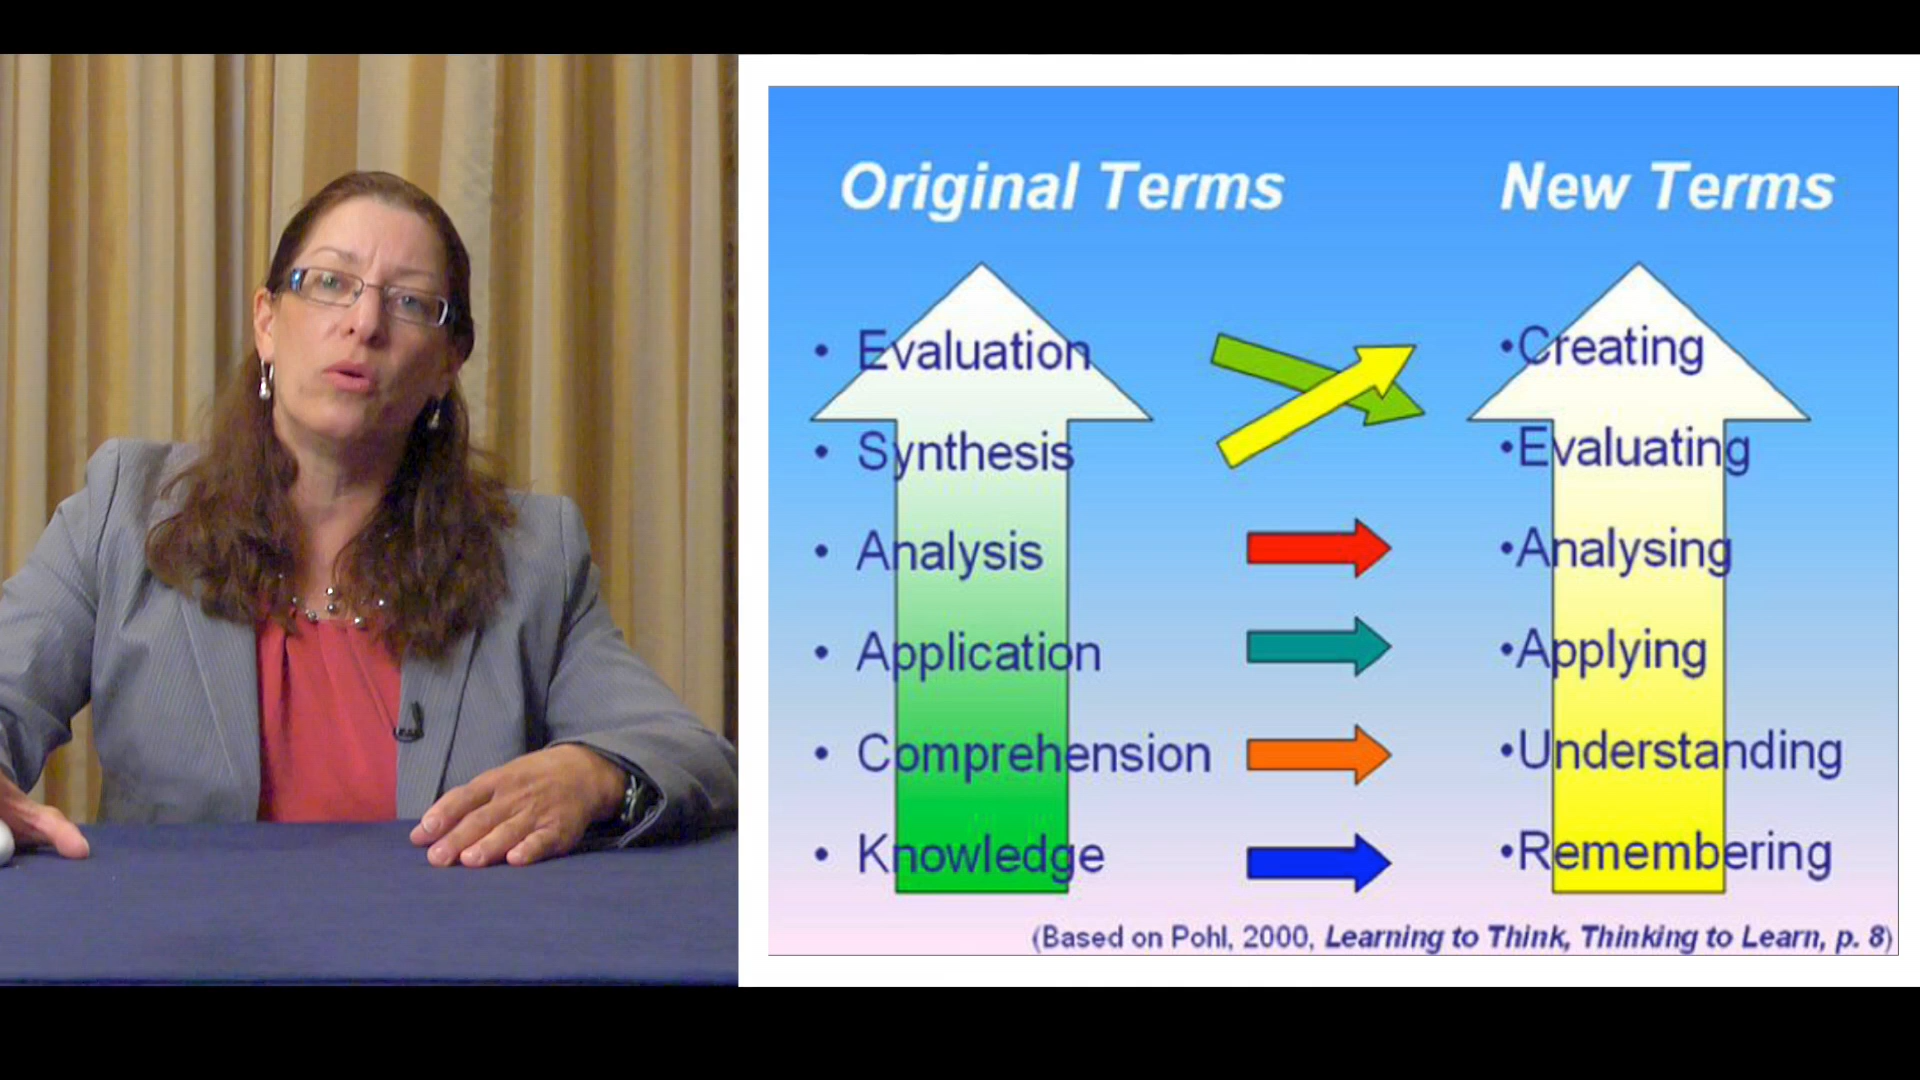 Original Terms
New Terms
• Evaluation
•Creating
• Synthesis
•Evaluating
• Analysis
•Analysing
• Application
•Applying
• Comprehension
•Understanding
• Knowledge
•Remembering
(Based on Pohl, 2000, Learning to Think, Thinking to Learn, p. 8)